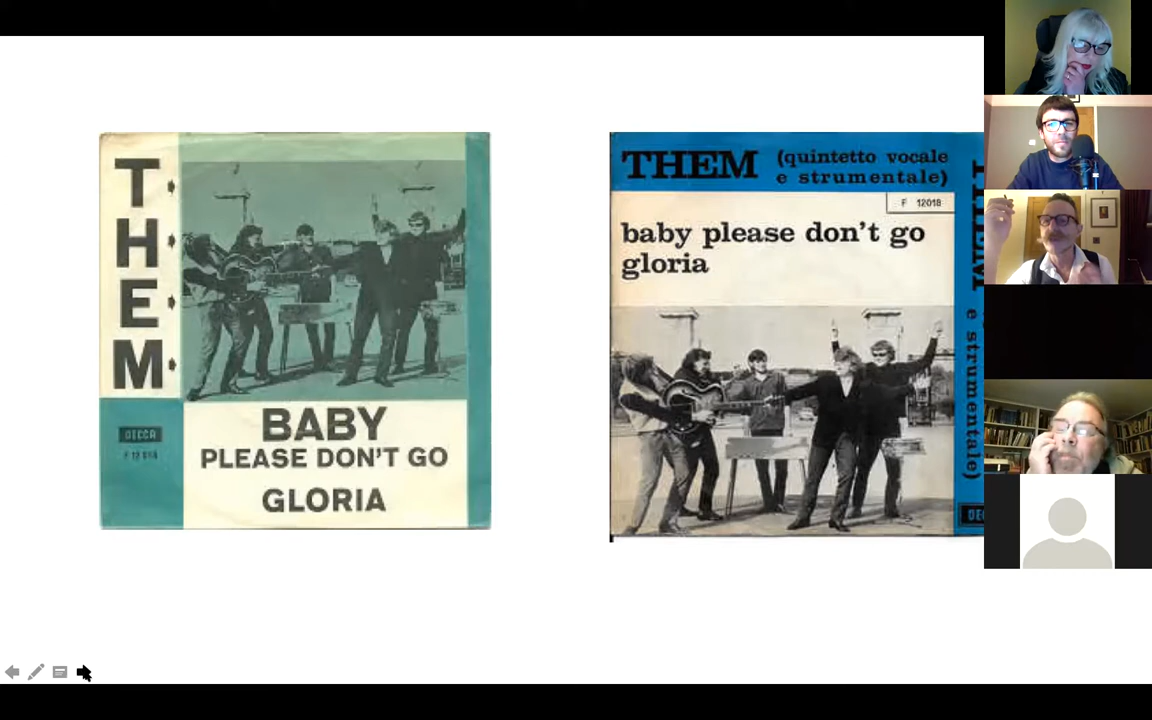 THEM
DECCA
F 12 018
BABY
PLEASE DON'T GO
GLORIA
THEM (quintetto vocale
e strumentale)
F 12018
baby please don't go
gloria
THEM
e strumentale)